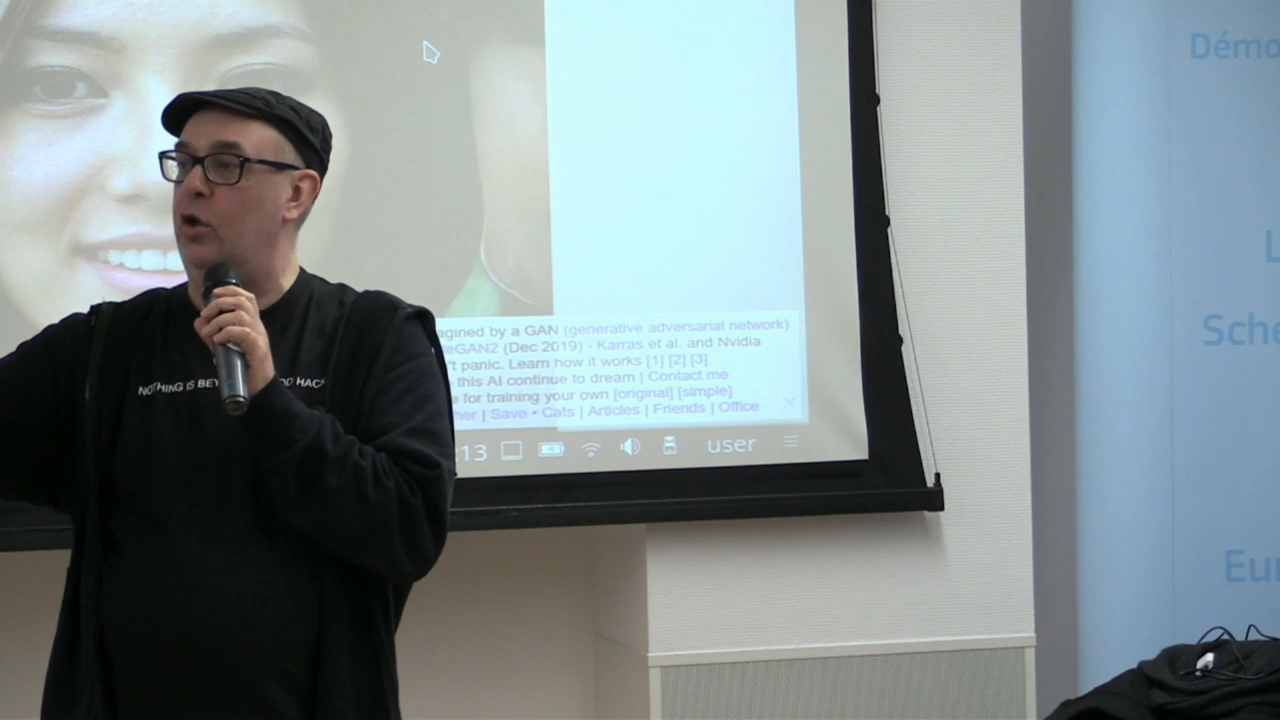 Démo
agined by a GAN (generative adversarial network)
eGAN2 (Dec 2019) - Karras et al. and Nvidia
't panic. Learn how it works [1] [2] [3]
this AI continue to dream | Contact me
e for training your own [original] [simple]
her | Save • Cats | Articles | Friends | Office
:13 user
NOTHING IS BEY OD HACK
L
Sche
Eur